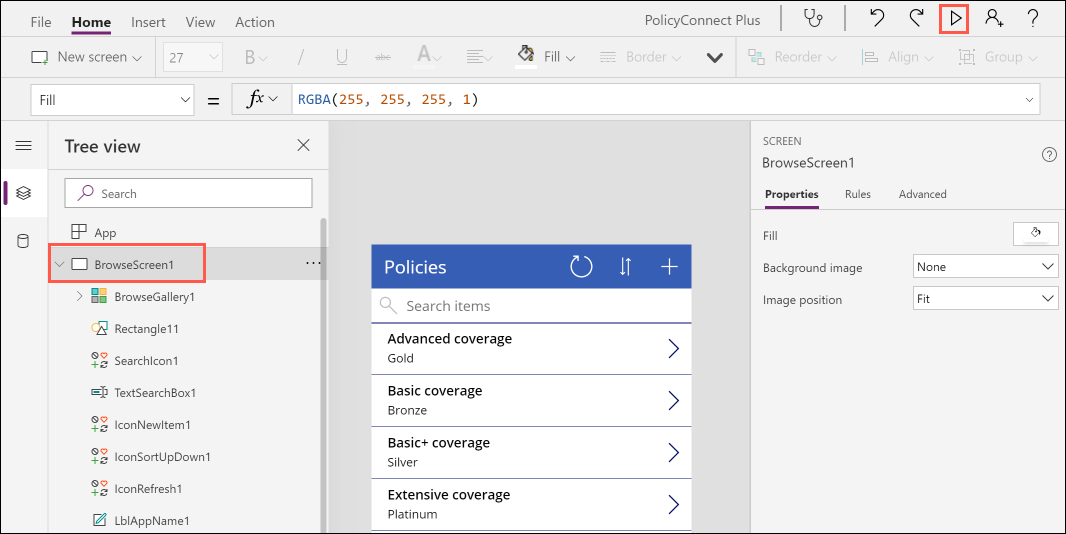 File Home Insert View Action PolicyConnect Plus ?
New screen 27 B / U abc A Fill Border Reorder Align Group
Fill = fx RGBA(255, 255, 255, 1)
Tree view
Search
App
BrowseScreen1 ...
BrowseGallery1
Rectangle11
SearchIcon1
TextSearchBox1
IconNewItem1
IconSortUpDown1
IconRefresh1
LblAppName1
Policies
Search items
Advanced coverage
Gold
Basic coverage
Bronze
Basic+ coverage
Silver
Extensive coverage
Platinum
SCREEN
BrowseScreen1 ?
Properties Rules Advanced
Fill
Background image None
Image position Fit